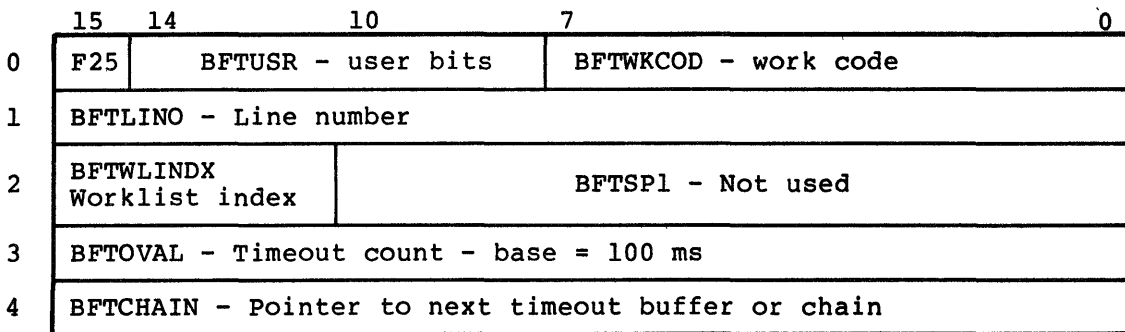 15 14 10 7 0
0 F25 BFTUSR - user bits BFTWKCOD - work code
1 BFTLINO - Line number
BFTWLINDX
2 Worklist index BFTSP1 - Not used
3 BFTOVAL - Timeout count - base = 100 ms
4 BFTCHAIN - Pointer to next timeout buffer or chain